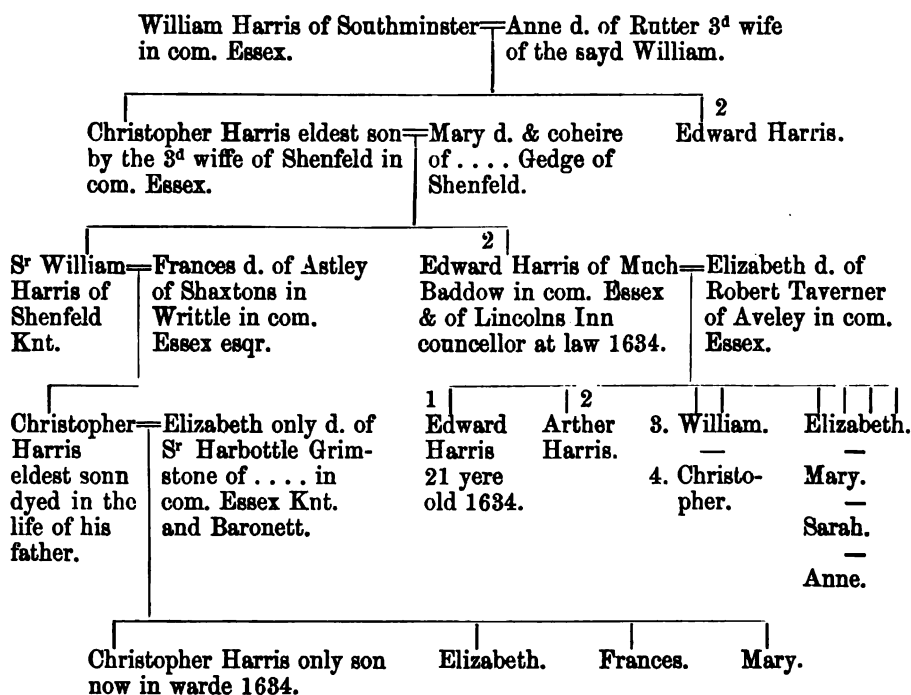 William Harris of Southminster
in com. Essex.
Anne d. of Rutter 3d wife
of the sayd William.
Christopher Harris eldest son
by the 3d wiffe of Shenfeld in
com. Essex.
Mary d. & coheire
of .... Gedge of
Shenfeld.
2
Edward Harris.
Sr William
Harris of
Shenfeld
Knt.
Frances d. of Astley
of Shaxtons in
Writtle in com.
Essex esqr.
2
Edward Harris of Much
Baddow in com. Essex
& of Lincolns Inn
councellor at law 1634.
Elizabeth d. of
Robert Taverner
of Aveley in com.
Essex.
Christopher
Harris
eldest sonn
dyed in the
life of his
father.
Elizabeth only d. of
Sr Harbottle Grim-
stone of .... in
com. Essex Knt.
and Baronett.
1
Edward
Harris
21 yere
old 1634.
2
Arther
Harris.
3. William.
4. Christo-
pher.
Elizabeth.
Mary.
Sarah.
Anne.
Christopher Harris only son
now in warde 1634.
Elizabeth.
Frances.
Mary.